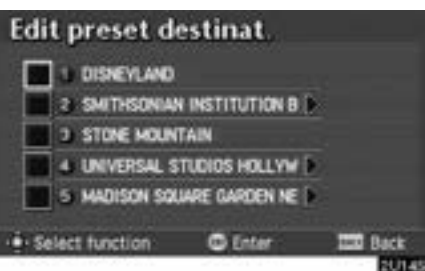 Edit preset destinat.
1 DISNEYLAND
2 SMITHSONIAN INSTITUTION B
3 STONE MOUNTAIN
4 UNIVERSAL STUDIOS HOLLYW
5 MADISON SQUARE GARDEN NE
Select function Enter Back